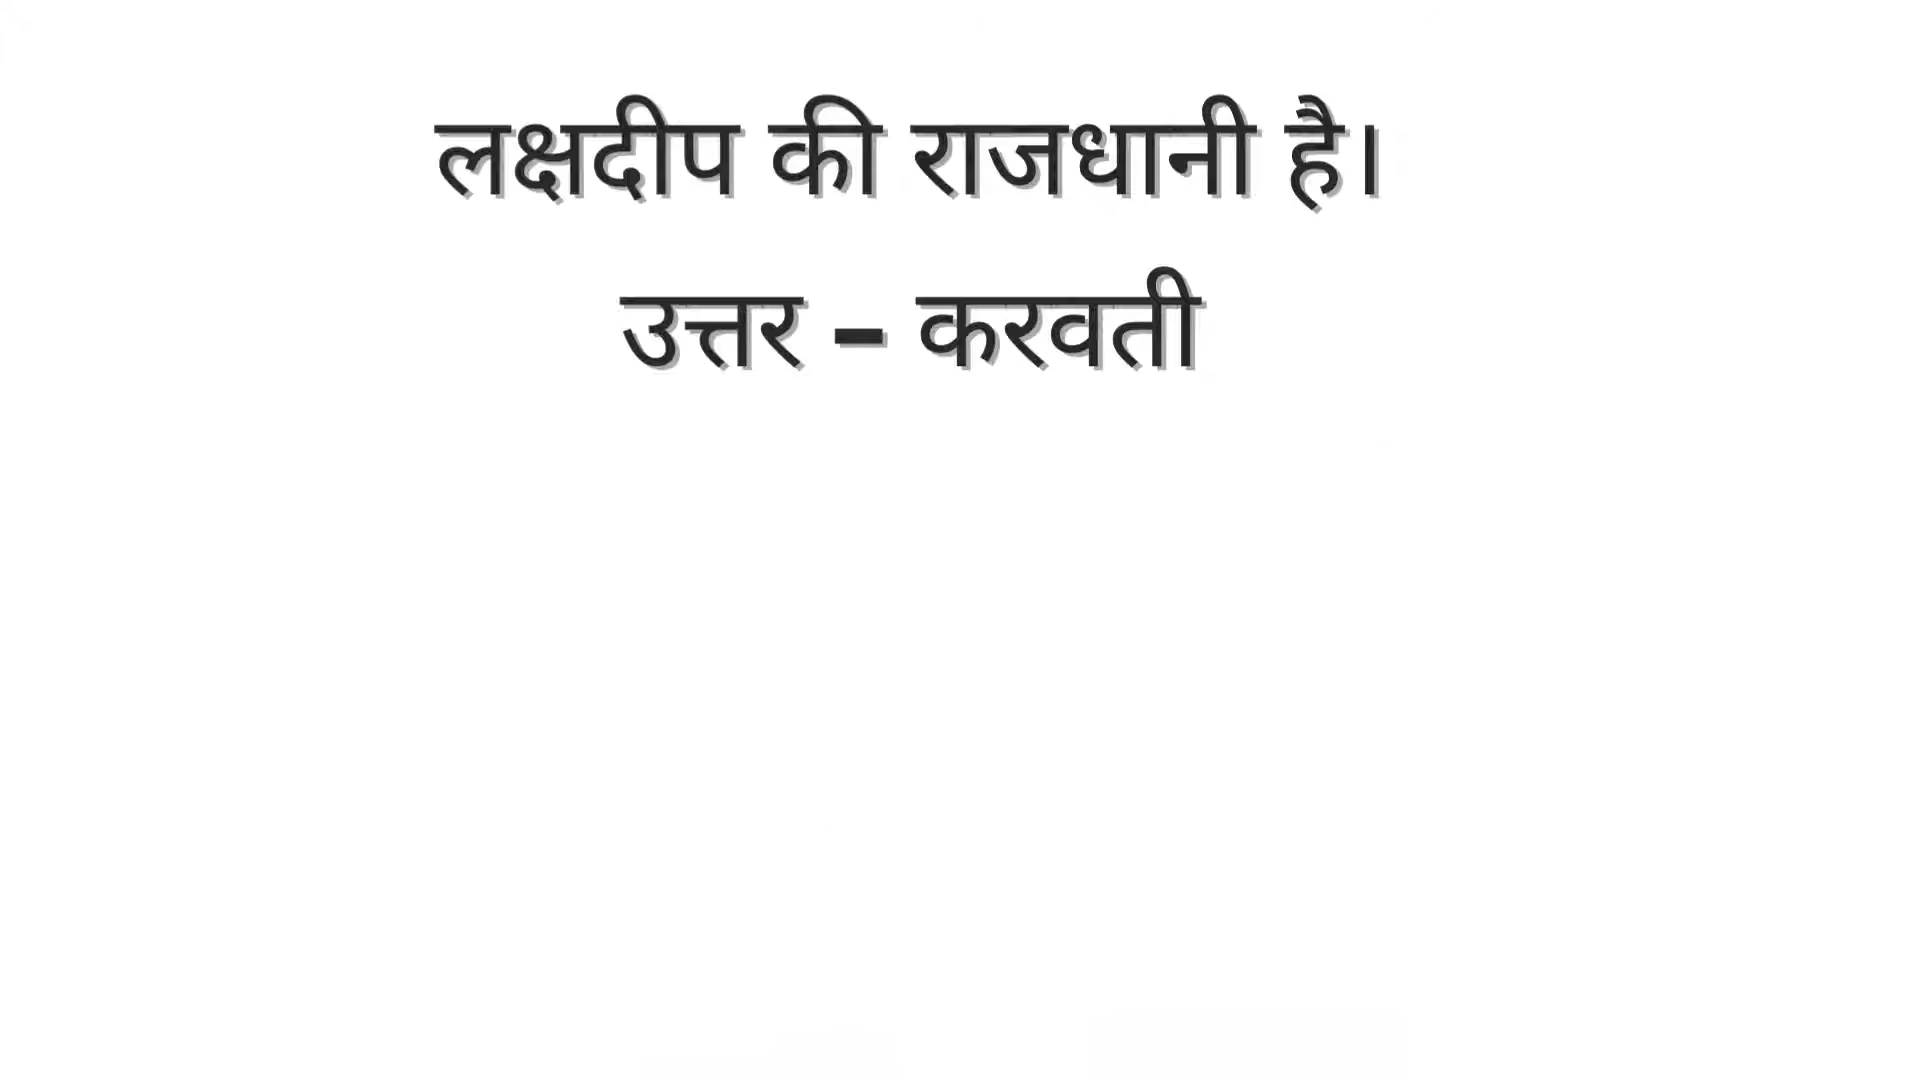 लक्षदीप की राजधानी है।
उत्तर - करवती